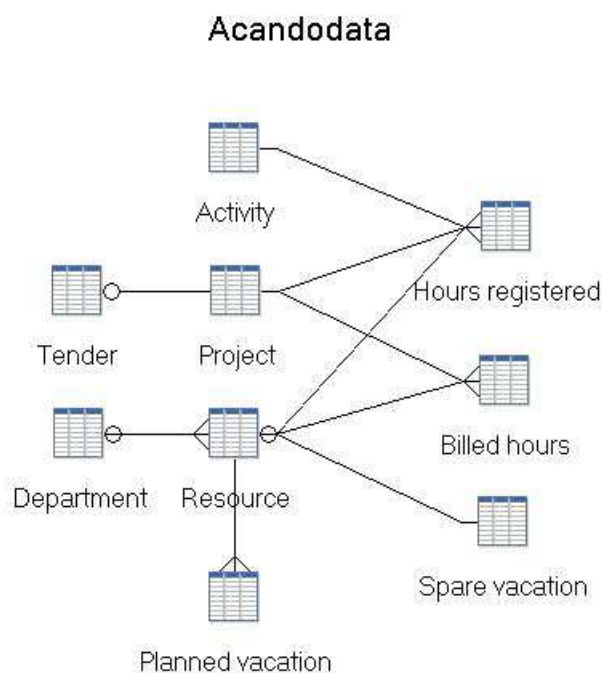 Acandodata
Activity
Hours registered
Tender
Project
Billed hours
Department
Resource
Spare vacation
Planned vacation